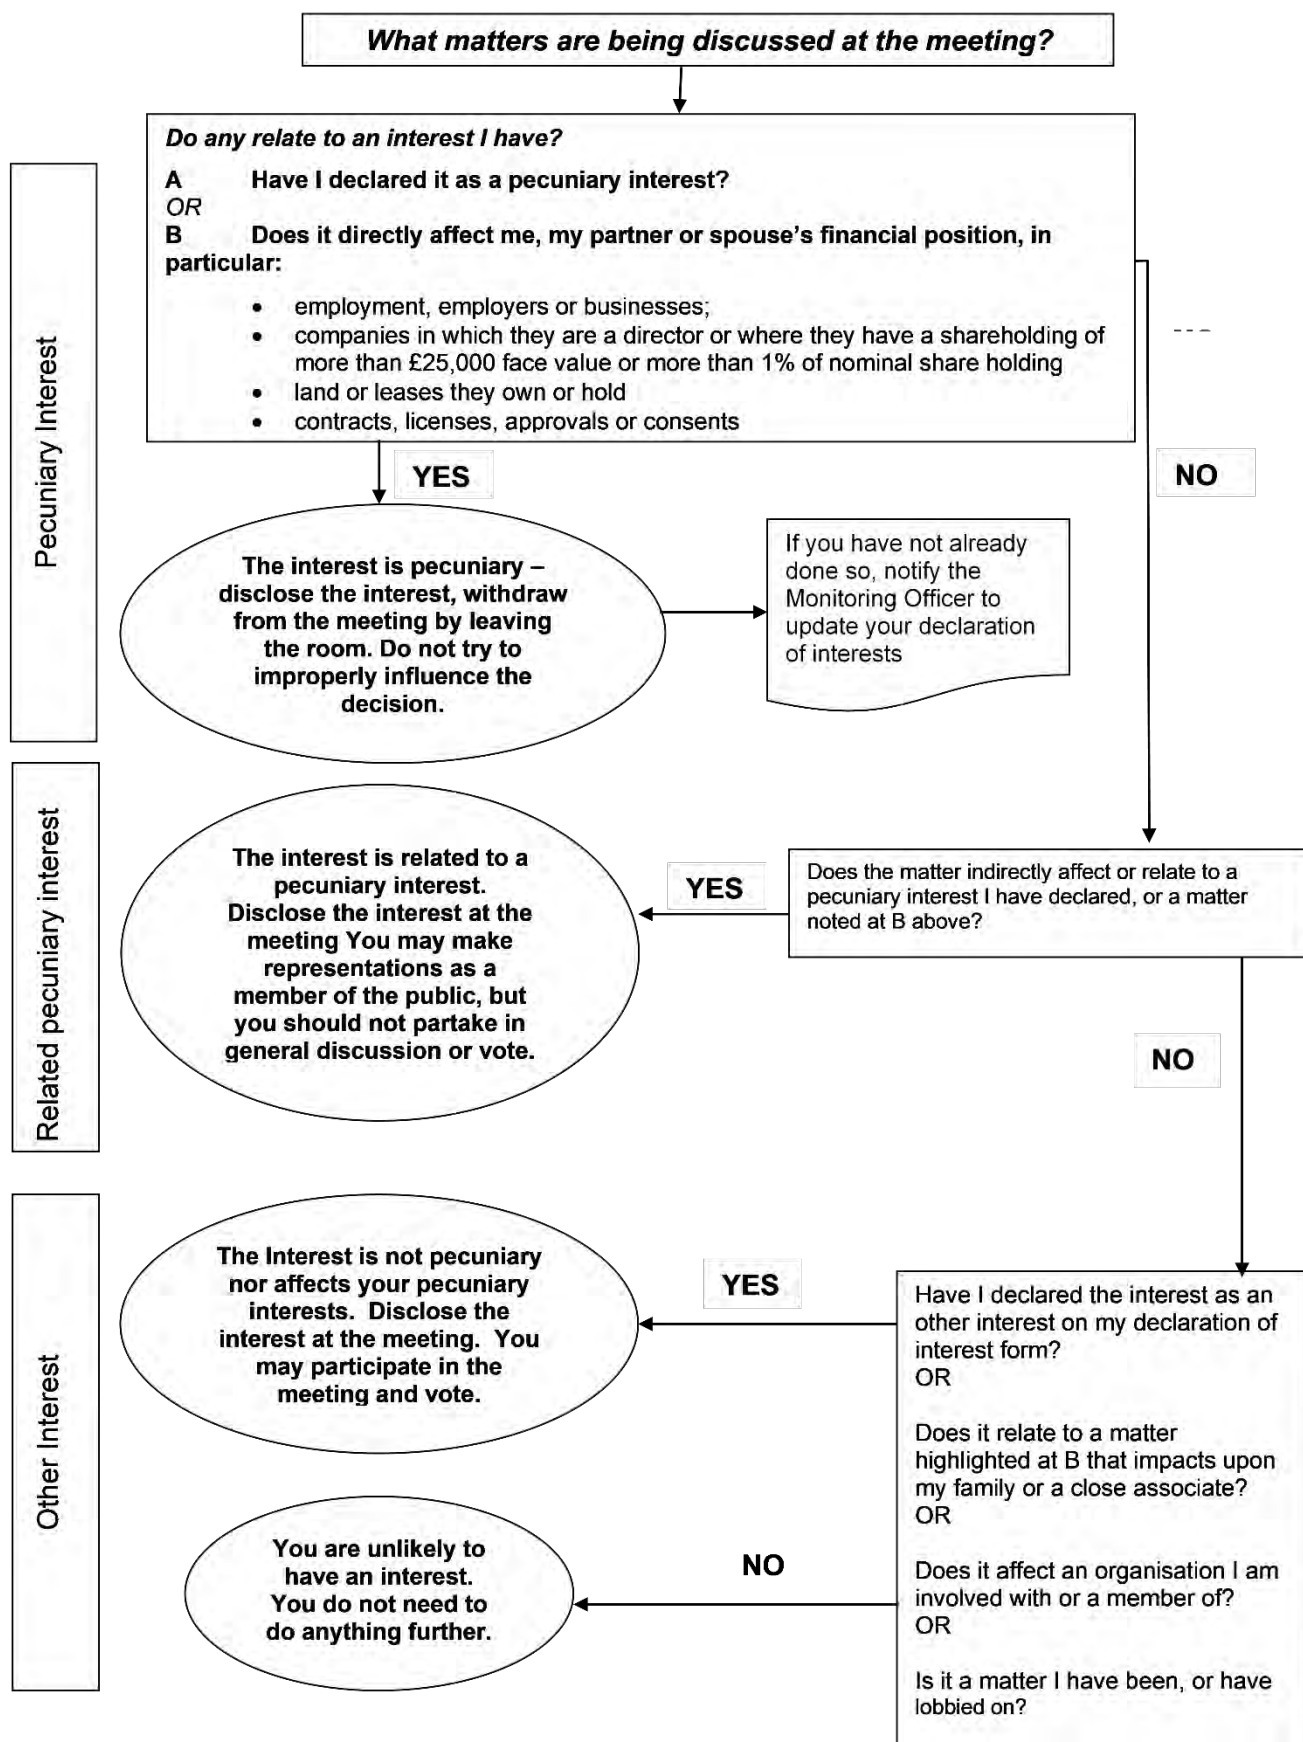 What matters are being discussed at the meeting?
Do any relate to an interest I have?
A Have I declared it as a pecuniary interest?
OR
B Does it directly affect me, my partner or spouse's financial position, in
particular:
• employment, employers or businesses;
• companies in which they are a director or where they have a shareholding of
more than £25,000 face value or more than 1% of nominal share holding
• land or leases they own or hold
• contracts, licenses, approvals or consents
Pecuniary Interest
YES
NO
The interest is pecuniary –
disclose the interest, withdraw
from the meeting by leaving
the room. Do not try to
improperly influence the
decision.
If you have not already
done so, notify the
Monitoring Officer to
update your declaration
of interests
Related pecuniary interest
The interest is related to a
pecuniary interest.
Disclose the interest at the
meeting You may make
representations as a
member of the public, but
you should not partake in
general discussion or vote.
YES
Does the matter indirectly affect or relate to a
pecuniary interest I have declared, or a matter
noted at B above?
NO
Other Interest
The Interest is not pecuniary
nor affects your pecuniary
interests.  Disclose the
interest at the meeting.  You
may participate in the
meeting and vote.
YES
Have I declared the interest as an
other interest on my declaration of
interest form?
OR
Does it relate to a matter
highlighted at B that impacts upon
my family or a close associate?
OR
Does it affect an organisation I am
involved with or a member of?
OR
Is it a matter I have been, or have
lobbied on?
NO
You are unlikely to
have an interest.
You do not need to
do anything further.